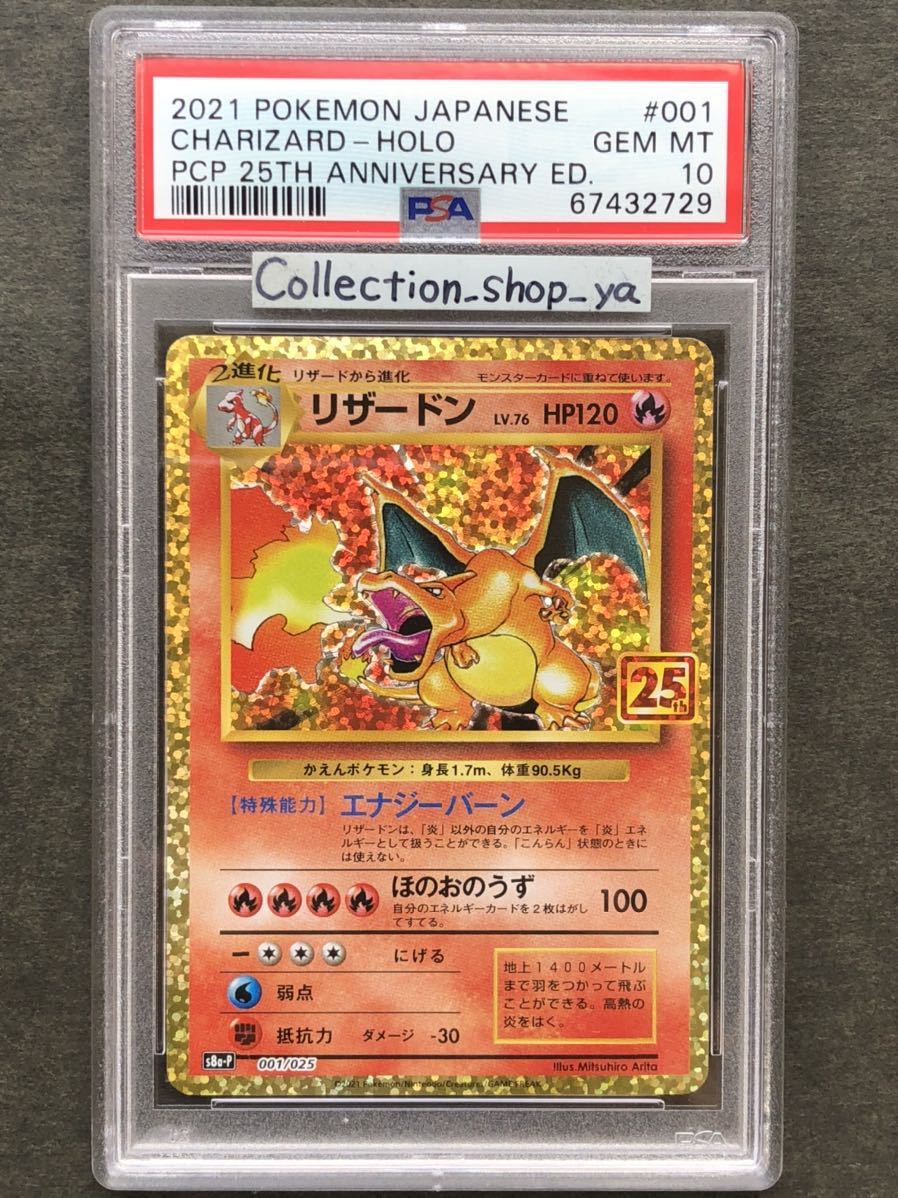 2021 POKEMON JAPANESE #001
CHARIZARD-HOLO GEM MT
PCP 25TH ANNIVERSARY ED. 10
PSA 67432729
Collection_shop_ya
2進化 リザードから進化 モンスターカードに重ねて使います。
リザードン LV.76 HP120
25th
かえんポケモン:身長1.7m、体重90.5Kg
【特殊能力】エナジーバーン
リザードンは、「炎」以外の自分のエネルギーを「炎」エネ
ルギーとして扱うことができる。「こんらん」状態のときに
は使えない。
ほのおのうず 100
自分のエネルギーカードを2枚はがし
てすてる。
にげる
弱点
抵抗力 ダメージ -30
地上1400メートル
まで羽をつかって飛ぶ
ことができる。高熱の
炎をはく。
s8a-P 001/025 Illus.Mitsuhiro Arita
©2021 Pokémon/Nintendo/Creatures/GAME FREAK
PSA